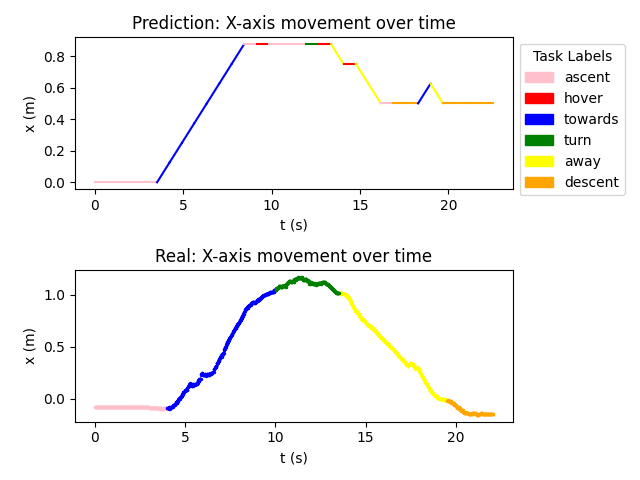 Prediction: X-axis movement over time
x (m)
0.8
0.6
0.4
0.2
0.0
0 5 10 15 20
t (s)
Task Labels
ascent
hover
towards
turn
away
descent
Real: X-axis movement over time
x (m)
1.0
0.5
0.0
0 5 10 15 20
t (s)